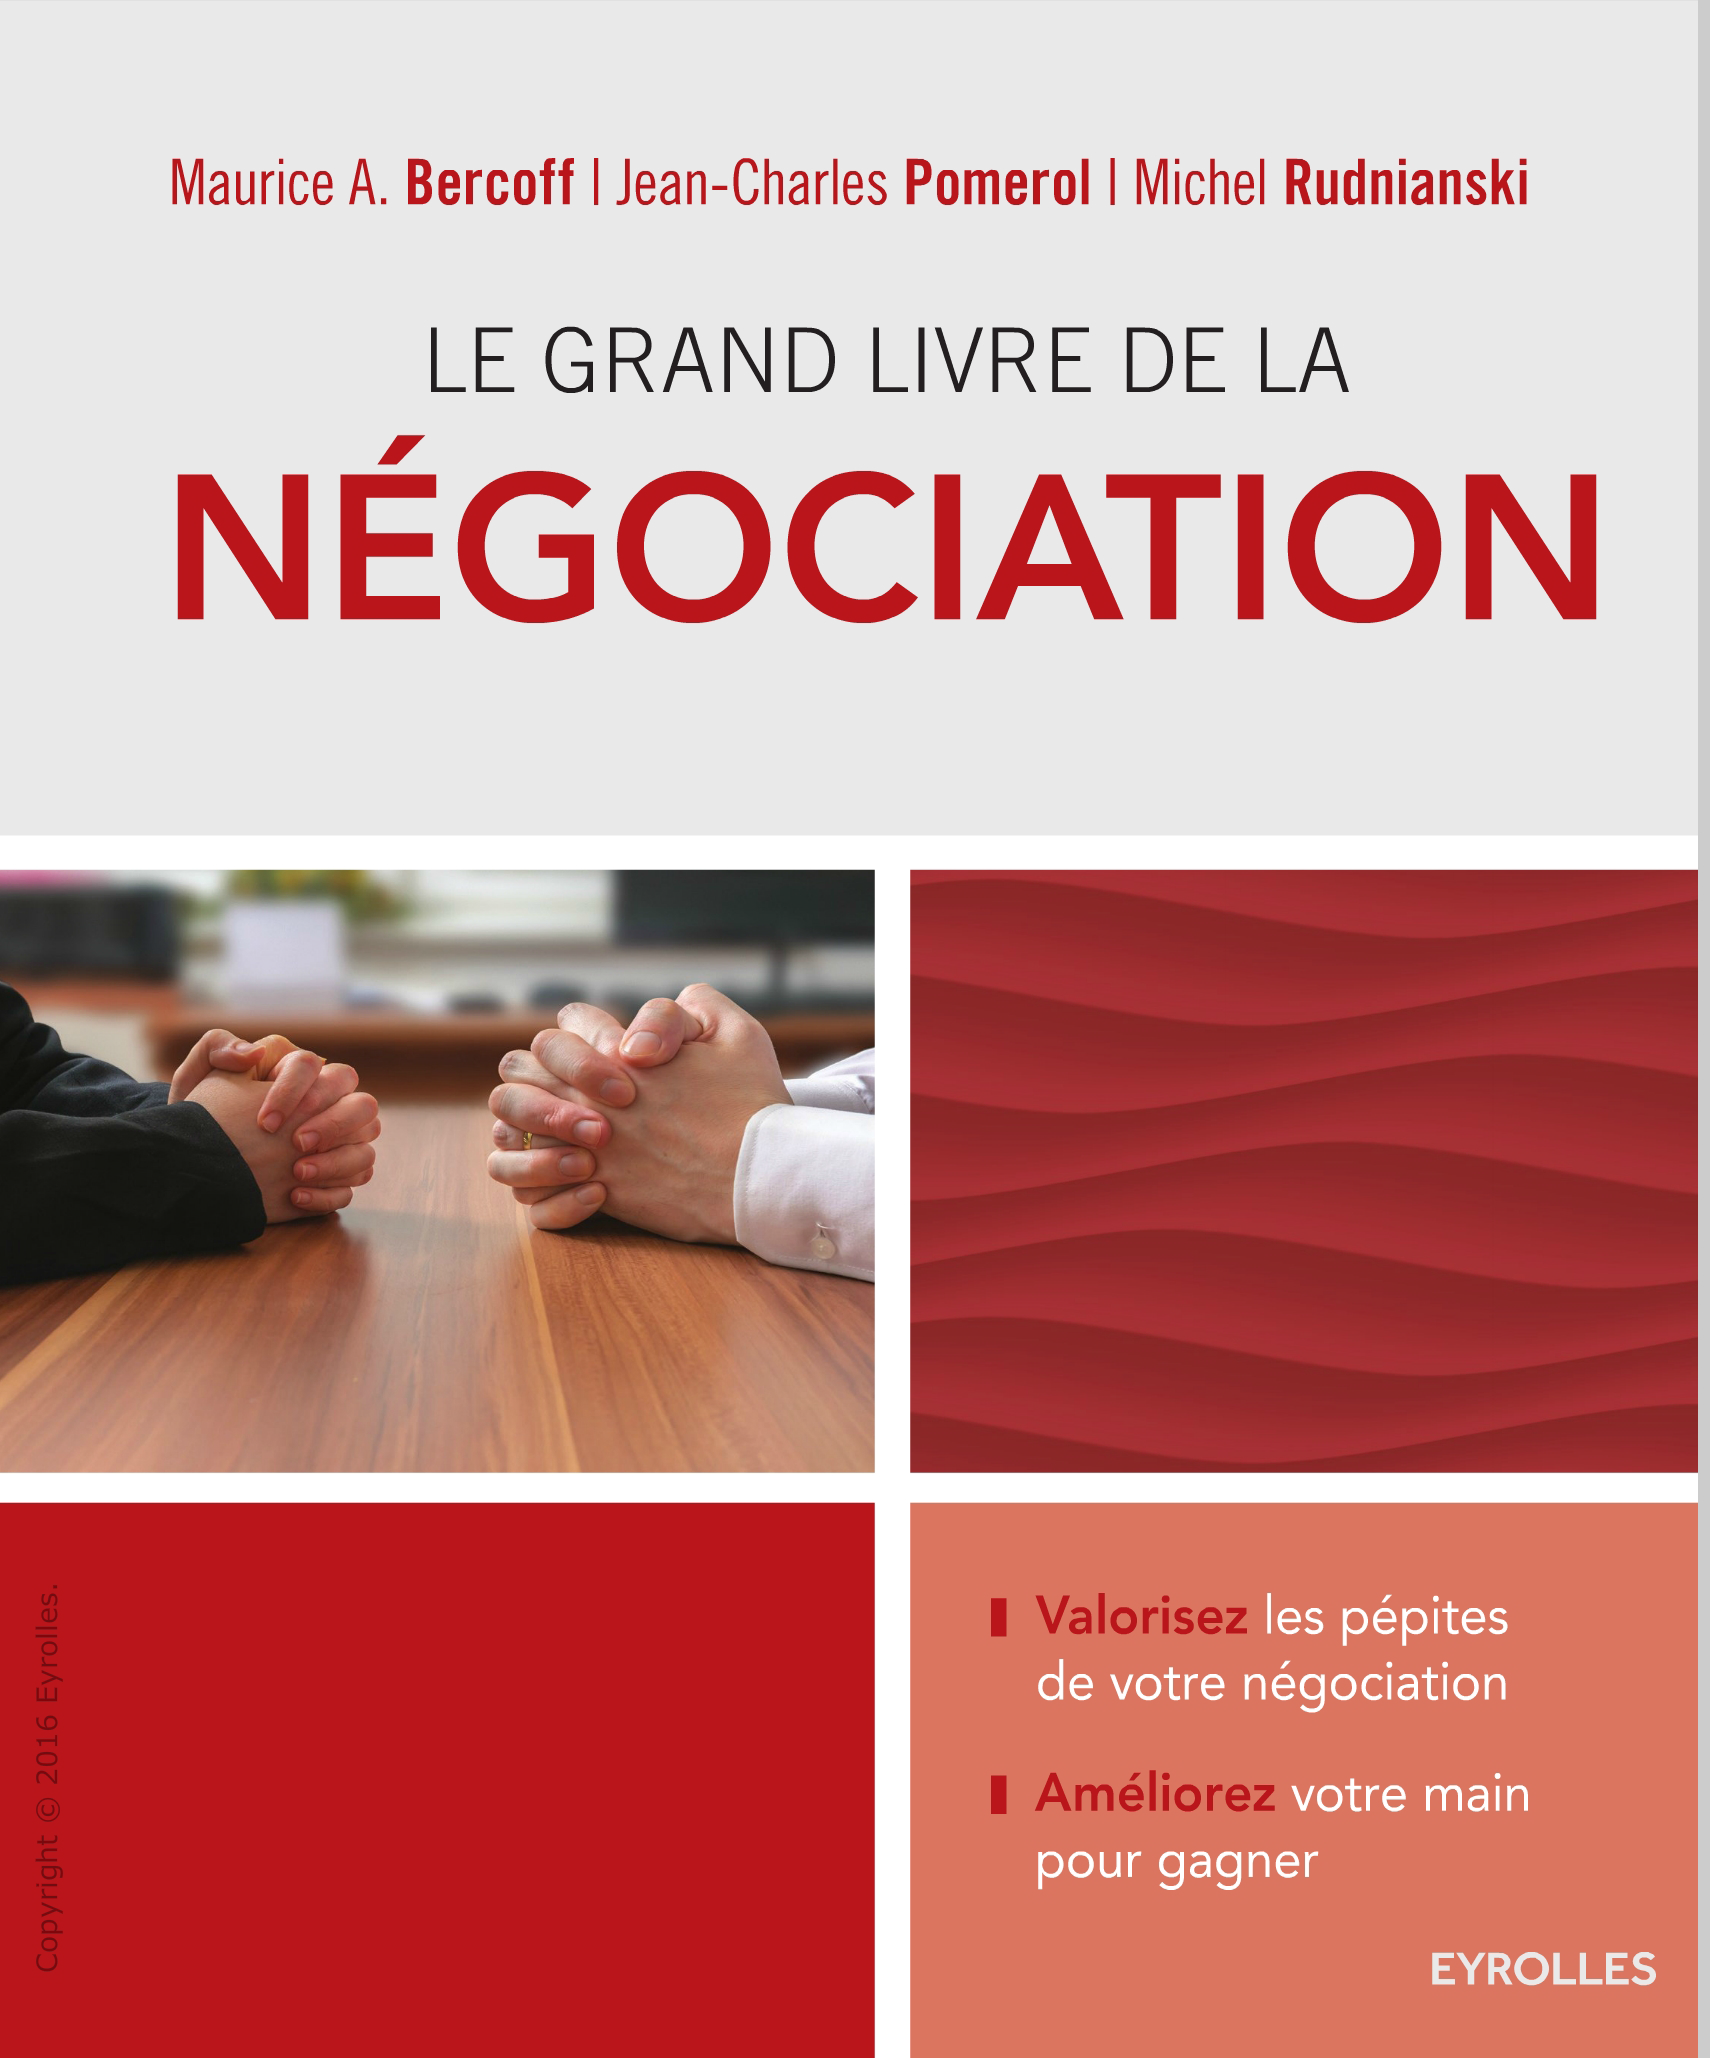 Maurice A. Bercoff | Jean-Charles Pomerol | Michel Rudnianski
LE GRAND LIVRE DE LA
NÉGOCIATION
Valorisez les pépites
de votre négociation
Améliorez votre main
pour gagner
EYROLLES
Copyright © 2016 Eyrolles.